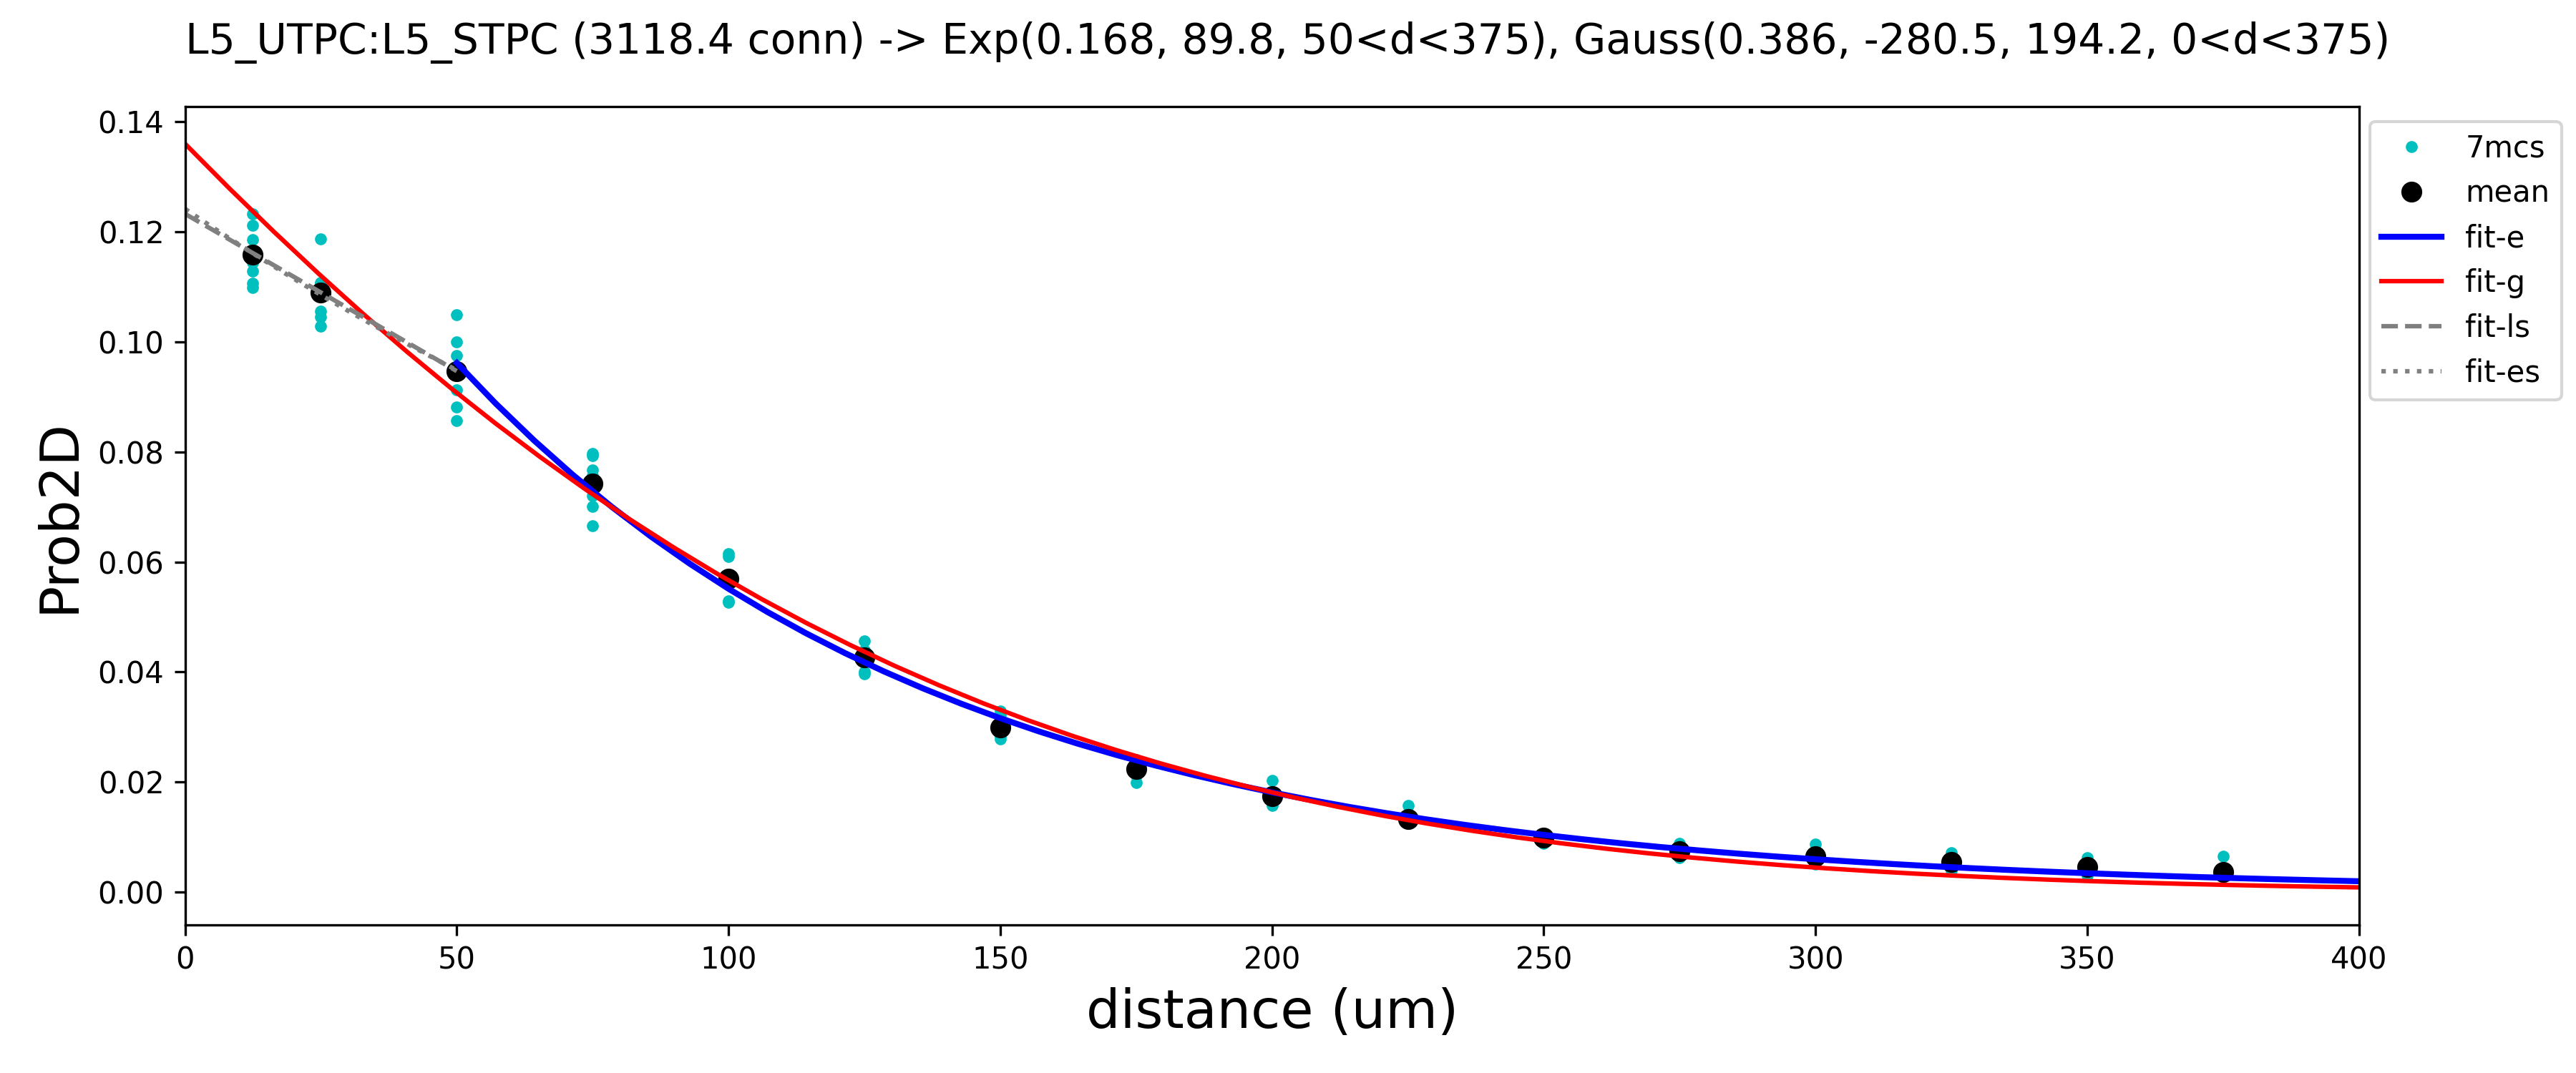 L5_UTPC:L5_STPC (3118.4 conn) -> Exp(0.168, 89.8, 50<d<375), Gauss(0.386, -280.5, 194.2, 0<d<375)
0.14
0.12
0.10
0.08
0.06
0.04
0.02
0.00
Prob2D
0 50 100 150 200 250 300 350 400
distance (um)
7mcs
mean
fit-e
fit-g
fit-ls
fit-es